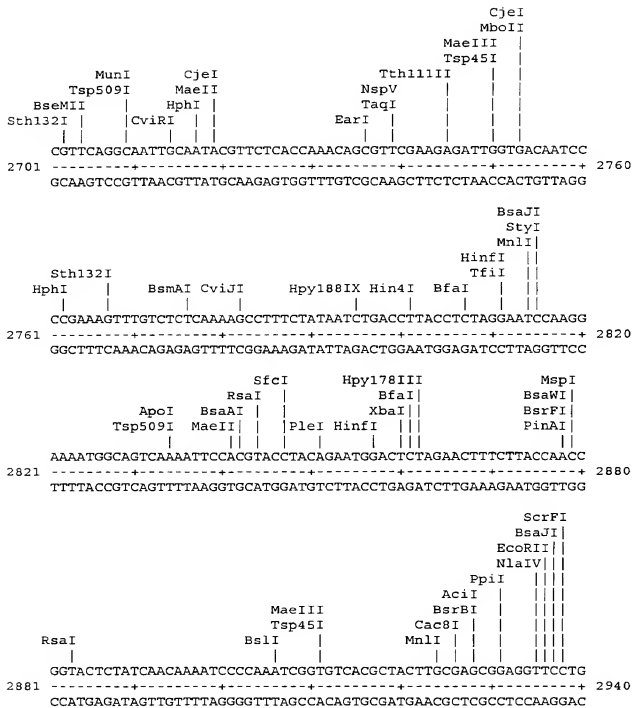 CjeI
MboII
MaeIII
MunI CjeI Tth111II Tsp45I
Tsp509I MaeII NspV
BseMII HphI TaqI
Sth132I CviRI EarI
CGTTCAGGCAATTGCAATACGTTCTCACCAAACAGCGTTCGAAGAGATTGGTGACAATCC
2701 ---------+---------+---------+---------+---------+---------+ 2760
GCAAGTCCGTTAACGTTATGCAAGAGTGGTTTGTCGCAAGCTTCTCTAACCACTGTTAGG
BsaJI
StyI
MnlI
Sth132I HinfI
HphI BsmAI CviJI Hpy188IX Hin4I BfaI TfiI
CCGAAAGTTTGTCTCTCAAAAGCCTTTCTATAATCTGACCTTACCTCTAGGAATCCAAGG
2761 ---------+---------+---------+---------+---------+---------+ 2820
GGCTTTCAAACAGAGAGTTTTCGGAAAGATATTAGACTGGAATGGAGATCCTTAGGTTCC
SfcI Hpy178III MspI
RsaI BfaI BsaWI
ApoI BsaAI XbaI BsrFI
Tsp509I MaeII PleI HinfI PinAI
AAAATGGCAGTCAAAATTCCACGTACCTACAGAATGGACTCTAGAACTTTCTTACCAACC
2821 ---------+---------+---------+---------+---------+---------+ 2880
TTTTACCGTCAGTTTTAAGGTGCATGGATGTCTTACCTGAGATCTTGAAAGAATGGTTGG
ScrFI
BsaJI
EcoRII
NlaIV
PpiI
AciI
MaeIII BsrBI
Tsp45I Cac8I
RsaI BslI MnlI
GGTACTCTATCAACAAAATCCCCAAATCGGTGTCACGCTACTTGCGAGCGGAGGTTCCTG
2881 ---------+---------+---------+---------+---------+---------+ 2940
CCATGAGATAGTTGTTTTAGGGGTTTAGCCACAGTGCGATGAACGCTCGCCTCCAAGGAC